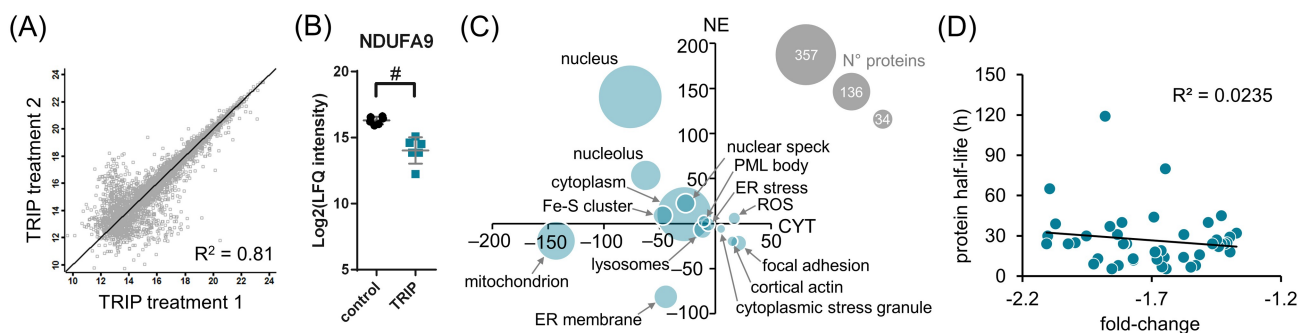 (A)
TRIP treatment 2
24
22
20
18
16
14
12
10
R² = 0.81
10 12 14 16 18 20 22 24
TRIP treatment 1
(B)
NDUFA9
#
Log2(LFQ intensity)
20
15
10
5
control
TRIP
(C)
NE
200
150
100
50
−50
−100
−200
−150
−100
−50
50
CYT
357
136
34
N° proteins
nucleus
nucleolus
cytoplasm
Fe-S cluster
mitochondrion
ER membrane
lysosomes
nuclear speck
PML body
ER stress
ROS
focal adhesion
cortical actin
cytoplasmic stress granule
(D)
protein half-life (h)
150
120
90
60
30
0
R² = 0.0235
-2.2
-1.7
-1.2
fold-change